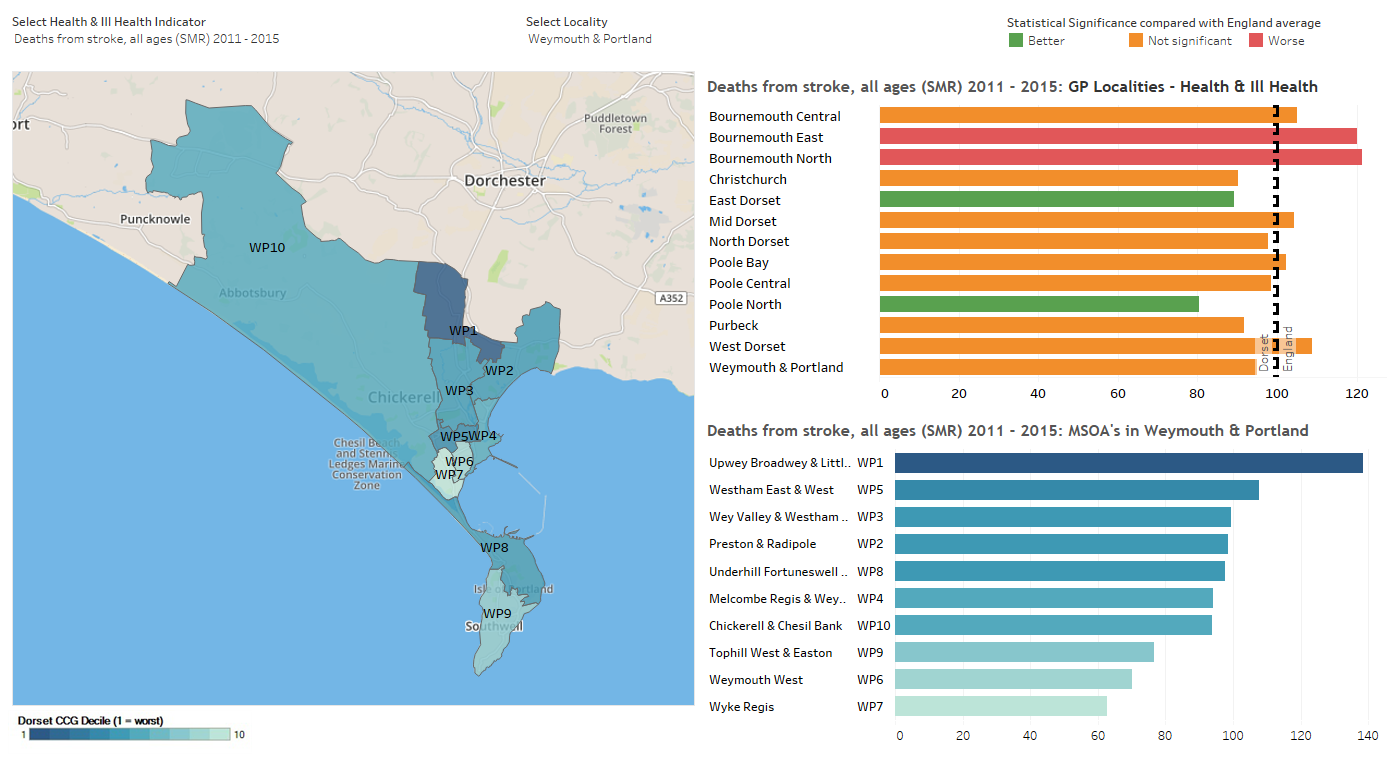 Select Health & Ill Health Indicator
Deaths from stroke, all ages (SMR) 2011 - 2015
Select Locality
Weymouth & Portland
Statistical Significance compared with England average
Better
Not significant
Worse
ort
Puddletown
Forest
Dorchester
Puncknowle
WP10
Abbotsbury
A352
WP1
WP2
WP3
Chickerell
WP5
WP4
Chesil Beach
and Stenni
Ledges Marine
Conservation
Zone
WP6
WP7
WP8
Isle of Portland
WP9
Southwell
Dorset CCG Decile (1 = worst)
1
10
Deaths from stroke, all ages (SMR) 2011 - 2015: GP Localities - Health & Ill Health
Bournemouth Central
Bournemouth East
Bournemouth North
Christchurch
East Dorset
Mid Dorset
North Dorset
Poole Bay
Poole Central
Poole North
Purbeck
West Dorset
Weymouth & Portland
Dorset
England
0 20 40 60 80 100 120
Deaths from stroke, all ages (SMR) 2011 - 2015: MSOA's in Weymouth & Portland
Upwey Broadway & Littl.. WP1
Westham East & West WP5
Wey Valley & Westham .. WP3
Preston & Radipole WP2
Underhill Fortuneswell .. WP8
Melcombe Regis & Wey.. WP4
Chickerell & Chesil Bank WP10
Tophill West & Easton WP9
Weymouth West WP6
Wyke Regis WP7
0 20 40 60 80 100 120 140